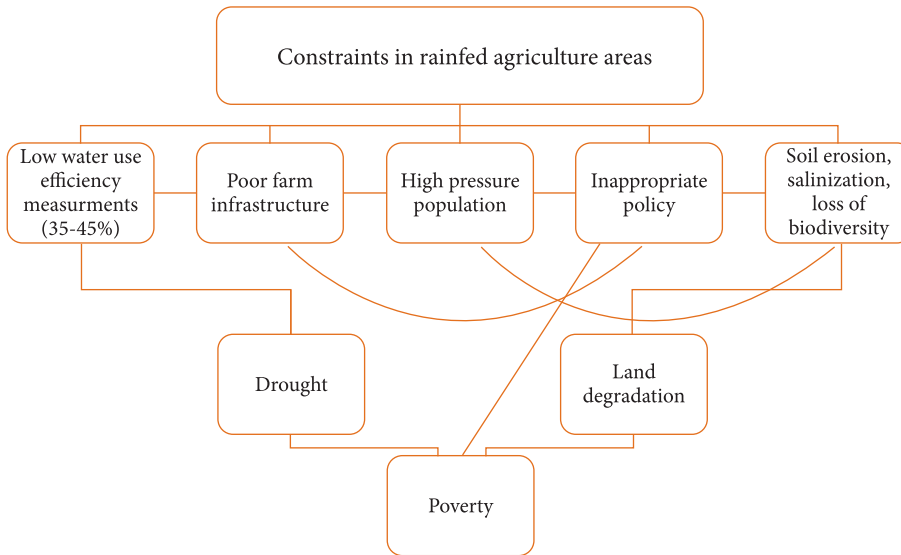 Constraints in rainfed agriculture areas
Low water use
efficiency
measurments
(35-45%)
Poor farm
infrastructure
High pressure
population
Inappropriate
policy
Soil erosion,
salinization,
loss of
biodiversity
Drought
Land
degradation
Poverty